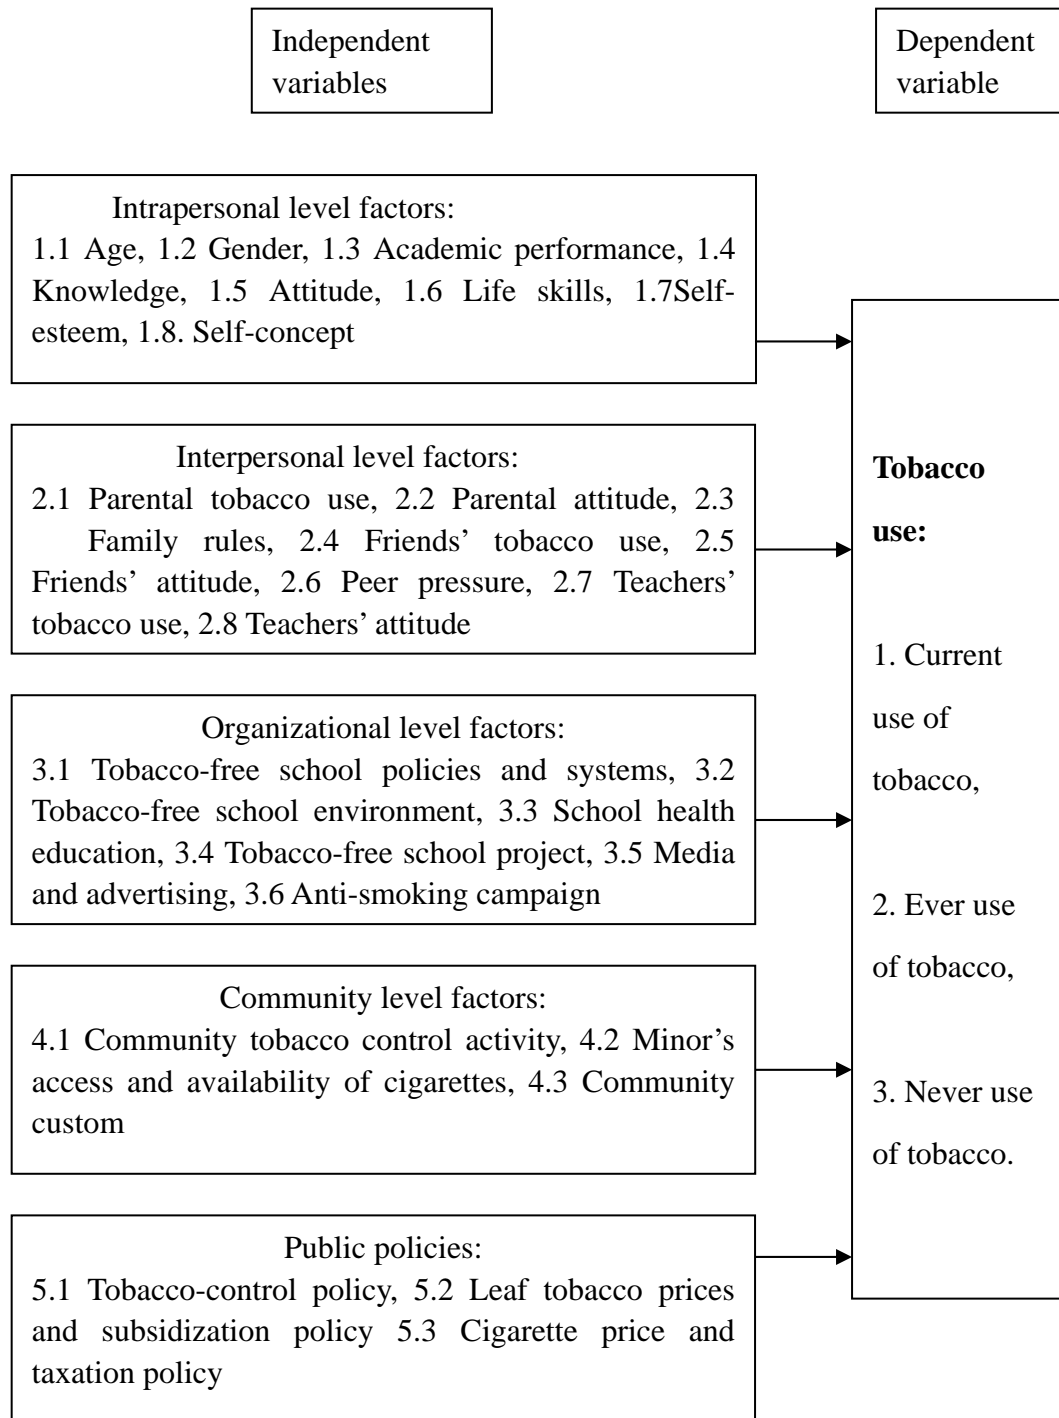 Independent
variables
Dependent
variable
Intrapersonal level factors:
1.1 Age, 1.2 Gender, 1.3 Academic performance, 1.4
Knowledge, 1.5 Attitude, 1.6 Life skills, 1.7Self-
esteem, 1.8. Self-concept
Interpersonal level factors:
2.1 Parental tobacco use, 2.2 Parental attitude, 2.3
Family rules, 2.4 Friends’ tobacco use, 2.5
Friends’ attitude, 2.6 Peer pressure, 2.7 Teachers’
tobacco use, 2.8 Teachers’ attitude
Organizational level factors:
3.1 Tobacco-free school policies and systems, 3.2
Tobacco-free school environment, 3.3 School health
education, 3.4 Tobacco-free school project, 3.5 Media
and advertising, 3.6 Anti-smoking campaign
Community level factors:
4.1 Community tobacco control activity, 4.2 Minor’s
access and availability of cigarettes, 4.3 Community
custom
Public policies:
5.1 Tobacco-control policy, 5.2 Leaf tobacco prices
and subsidization policy 5.3 Cigarette price and
taxation policy
Tobacco
use:
1. Current
use of
tobacco,
2. Ever use
of tobacco,
3. Never use
of tobacco.